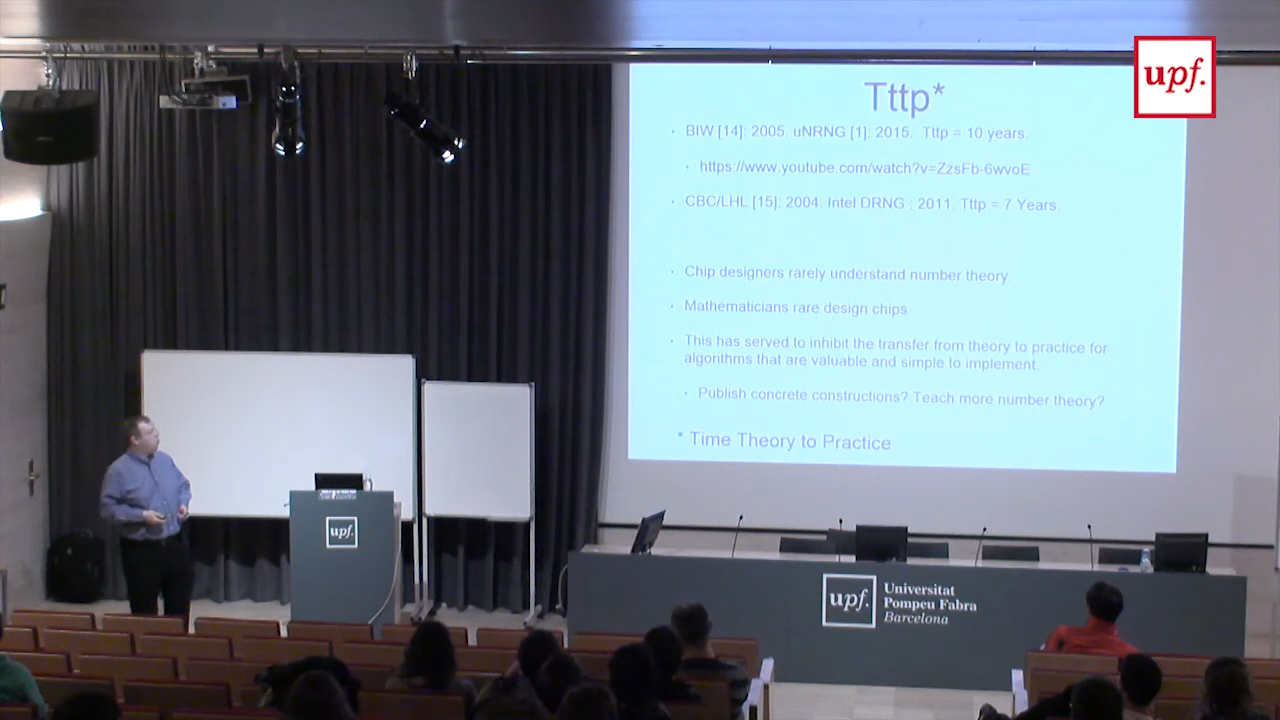 upf.
Tttp*
BIW [14]: 2005. uNRNG [1]: 2015. Tttp = 10 years.
https://www.youtube.com/watch?v=ZzsFb-6wvoE
CBC/LHL [15]: 2004. Intel DRNG : 2011. Tttp = 7 Years.
Chip designers rarely understand number theory.
Mathematicians rare design chips
This has served to inhibit the transfer from theory to practice for
algorithms that are valuable and simple to implement.
Publish concrete constructions? Teach more number theory?
* Time Theory to Practice
upf.
upf.
Universitat
Pompeu Fabra
Barcelona